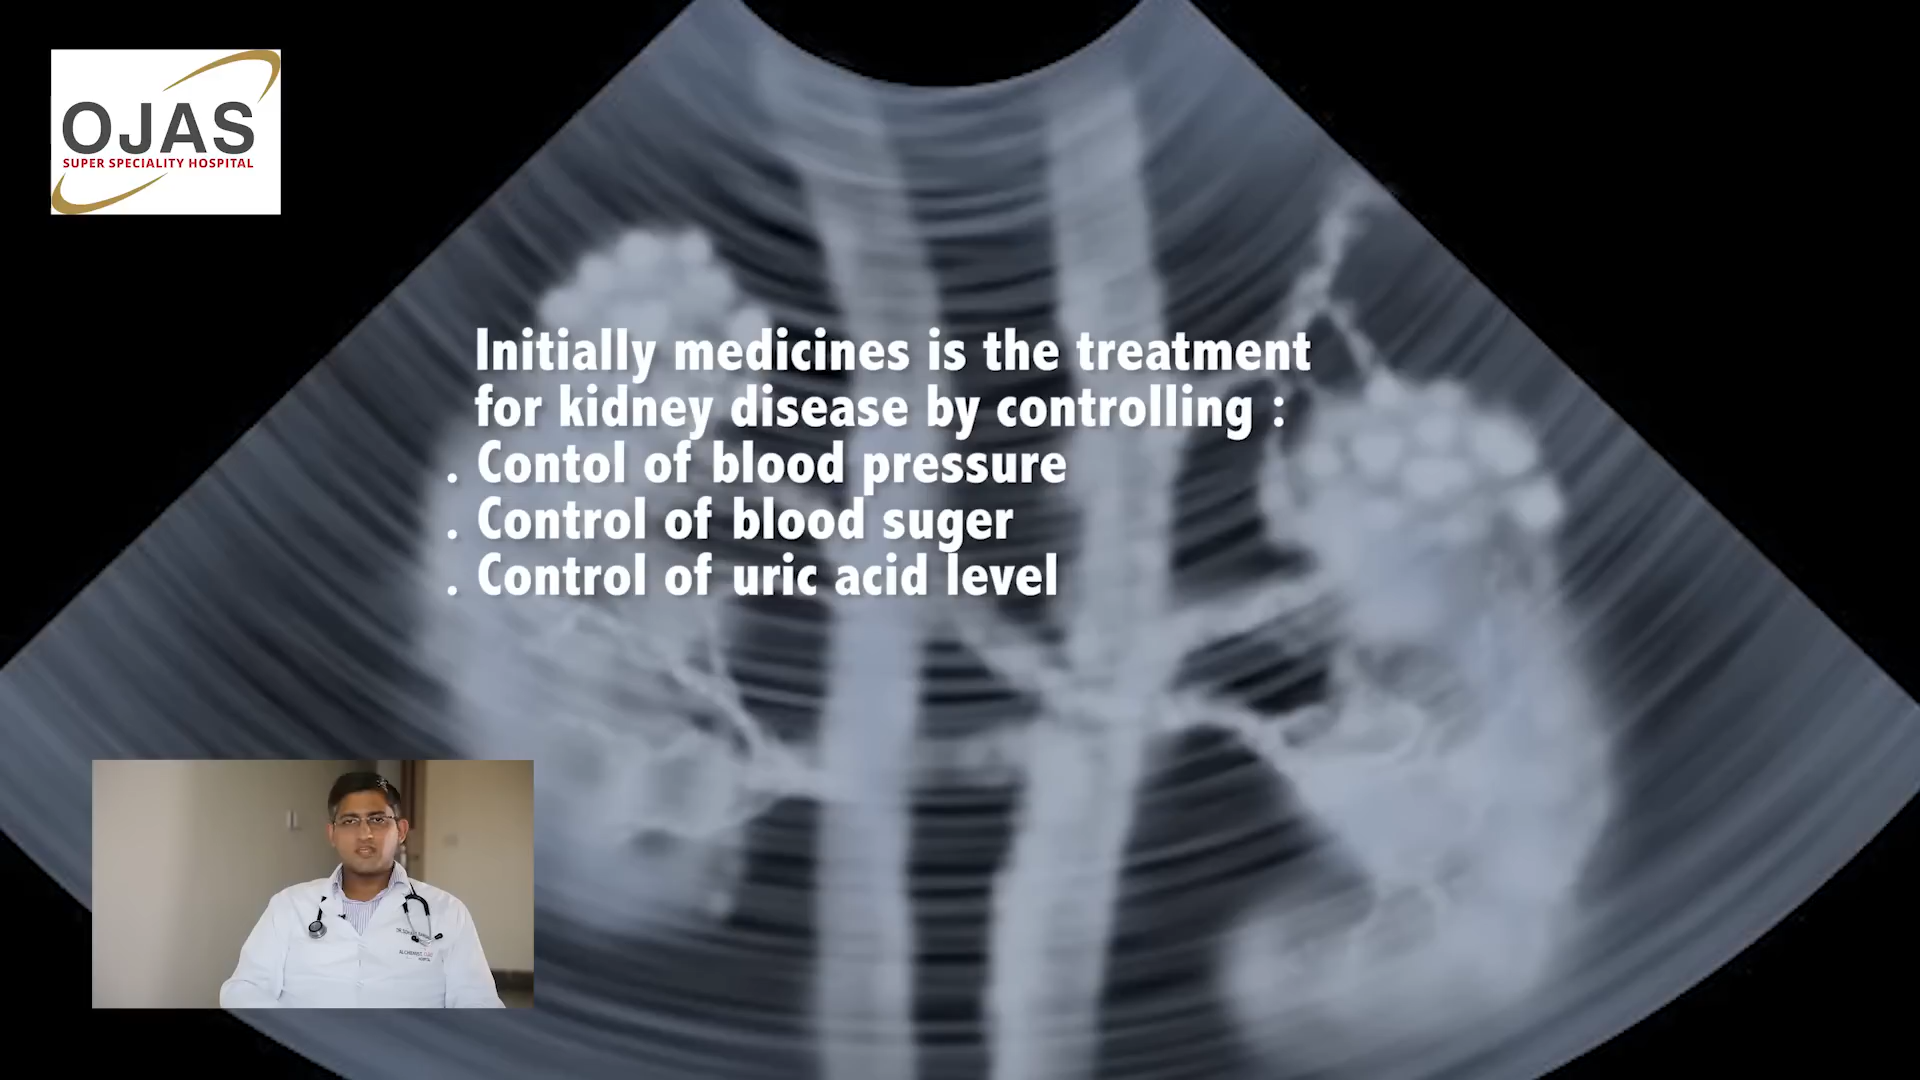 OJAS
SUPER SPECIALITY HOSPITAL
Initially medicines is the treatment
for kidney disease by controlling :
. Contol of blood pressure
. Control of blood suger
. Control of uric acid level
ALCHEMIST